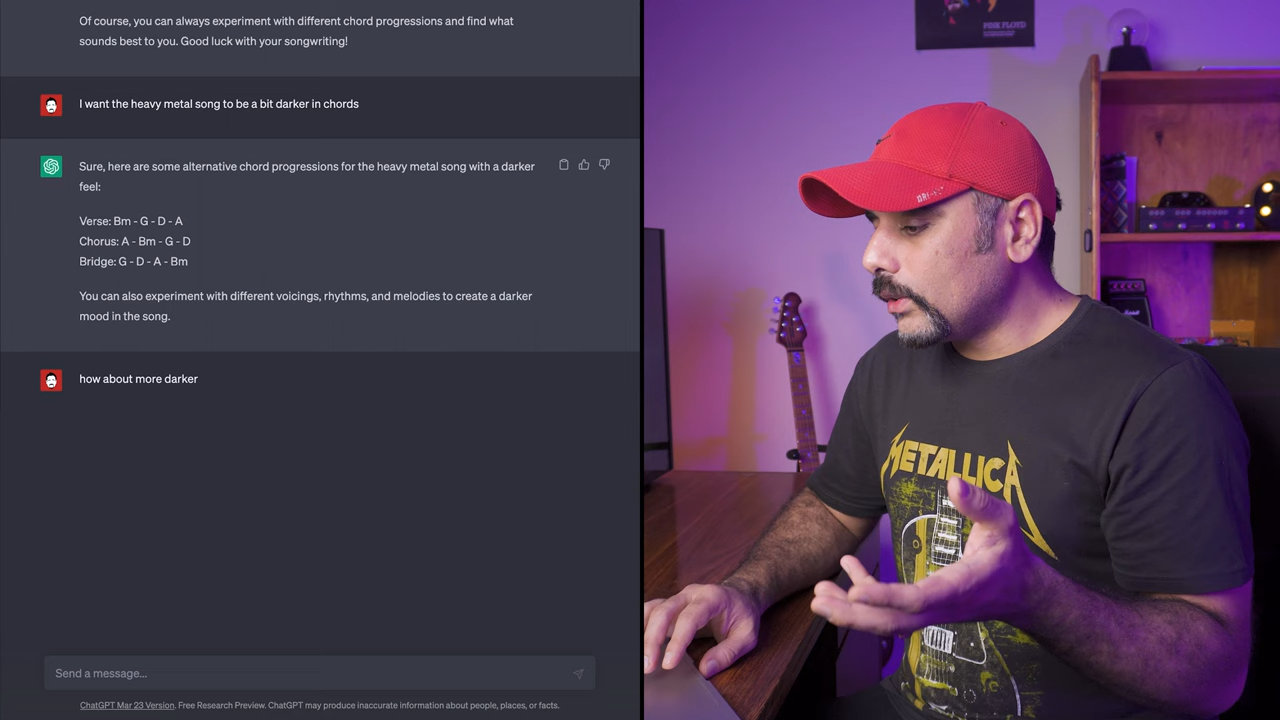 Of course, you can always experiment with different chord progressions and find what
sounds best to you. Good luck with your songwriting!
I want the heavy metal song to be a bit darker in chords
Sure, here are some alternative chord progressions for the heavy metal song with a darker
feel:
Verse: Bm - G - D - A
Chorus: A - Bm - G - D
Bridge: G - D - A - Bm
You can also experiment with different voicings, rhythms, and melodies to create a darker
mood in the song.
how about more darker
Send a message...
ChatGPT Mar 23 Version. Free Research Preview. ChatGPT may produce inaccurate information about people, places, or facts.
PINK FLOYD
DRI-FIT
METALLICA
Marshall